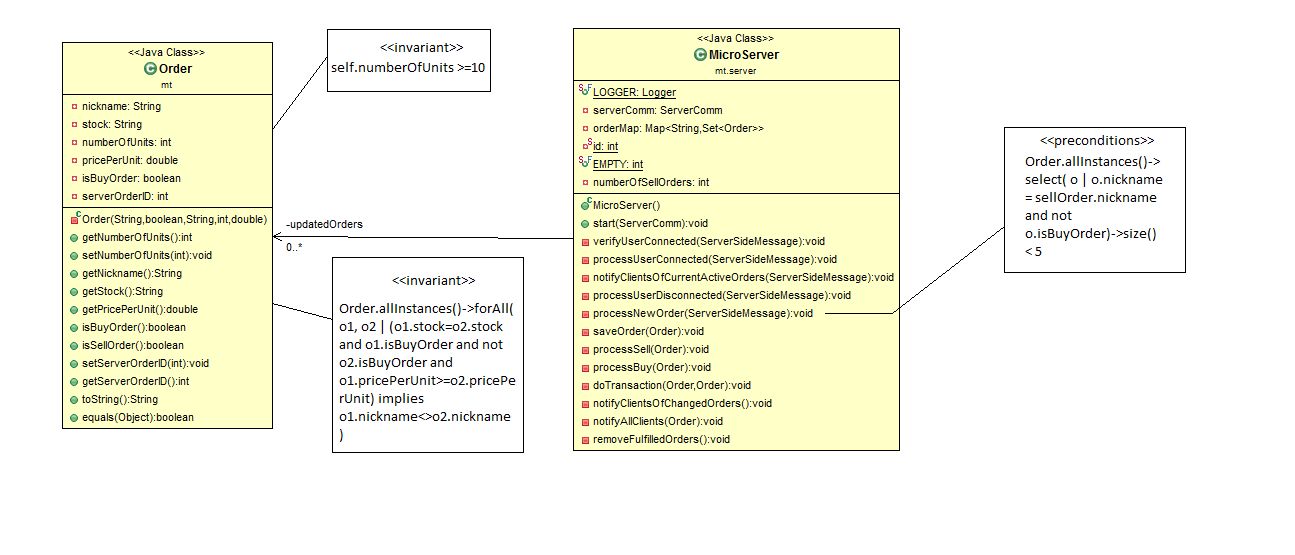 <<Java Class>>
Order
mt
nickname: String
stock: String
numberOfUnits: int
pricePerUnit: double
isBuyOrder: boolean
serverOrderID: int
Order(String,boolean,String,int,double)
getNumberOfUnits():int
setNumberOfUnits(int):void
getNickname():String
getStock():String
getPricePerUnit():double
isBuyOrder():boolean
isSellOrder():boolean
setServerOrderID(int):void
getServerOrderID():int
toString():String
equals(Object):boolean
<<invariant>>
self.numberOfUnits >=10
-updatedOrders
0..*
<<invariant>>
Order.allInstances()->forAll(
o1, o2 | (o1.stock=o2.stock
and o1.isBuyOrder and not
o2.isBuyOrder and
o1.pricePerUnit>=o2.pricePe
rUnit) implies
o1.nickname<>o2.nickname
)
<<Java Class>>
MicroServer
mt.server
LOGGER: Logger
serverComm: ServerComm
orderMap: Map<String,Set<Order>>
id: int
EMPTY: int
numberOfSellOrders: int
MicroServer()
start(ServerComm):void
verifyUserConnected(ServerSideMessage):void
processUserConnected(ServerSideMessage):void
notifyClientsOfCurrentActiveOrders(ServerSideMessage):void
processUserDisconnected(ServerSideMessage):void
processNewOrder(ServerSideMessage):void
saveOrder(Order):void
processSell(Order):void
processBuy(Order):void
doTransaction(Order,Order):void
notifyClientsOfChangedOrders():void
notifyAllClients(Order):void
removeFulfilledOrders():void
<<preconditions>>
Order.allInstances()->
select( o | o.nickname
= sellOrder.nickname
and not
o.isBuyOrder)->size()
< 5